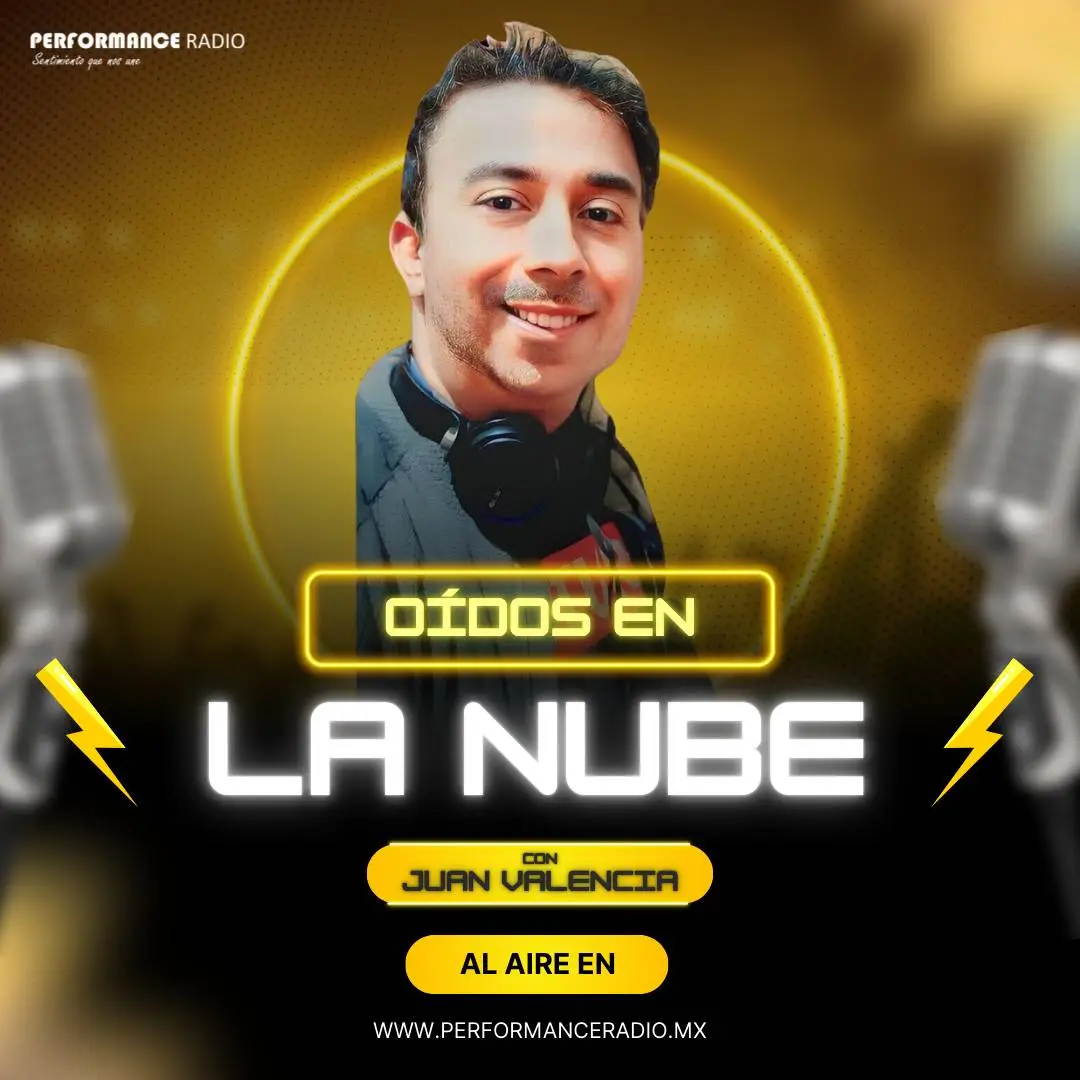 PERFORMANCE RADIO
Sentimiento que nos une
OÍDOS EN
LA NUBE
CON
JUAN VALENCIA
AL AIRE EN
WWW.PERFORMANCERADIO.MX